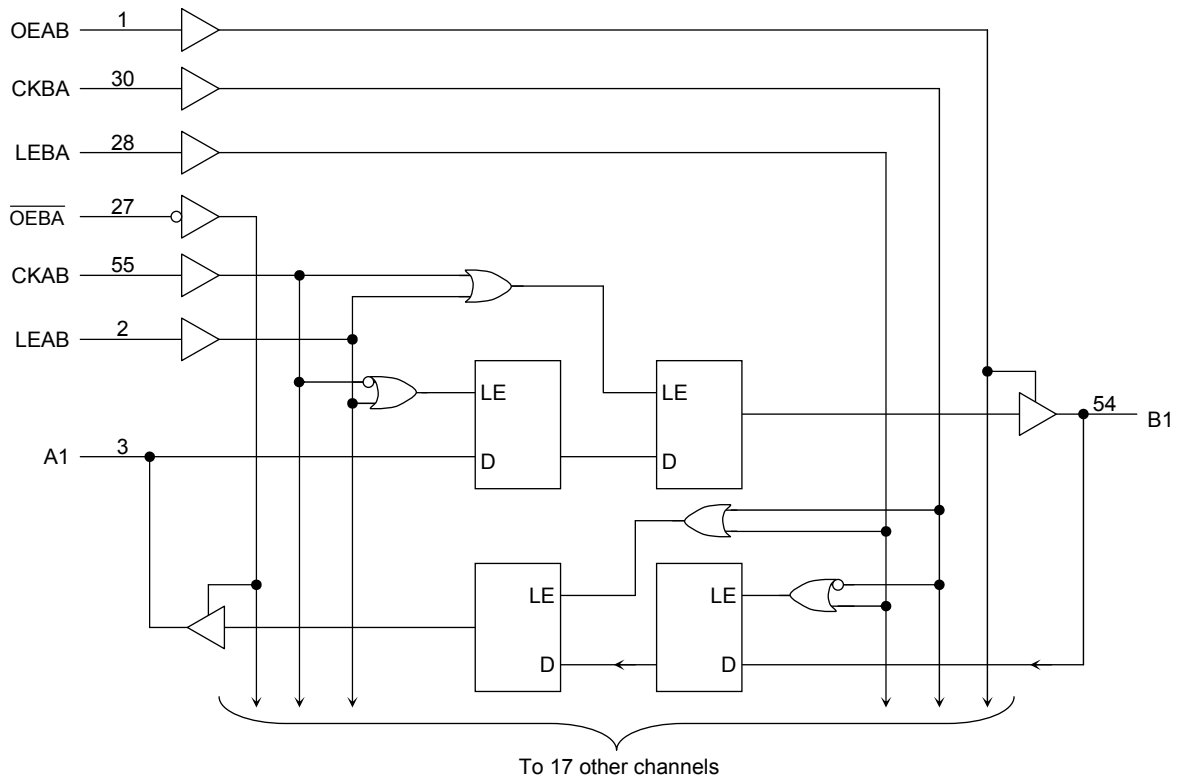 OEAB 1
CKBA 30
LEBA 28
OEBA 27
CKAB 55
LEAB 2
LE
LE
54
B1
A1 3
D
D
LE
LE
D
D
To 17 other channels